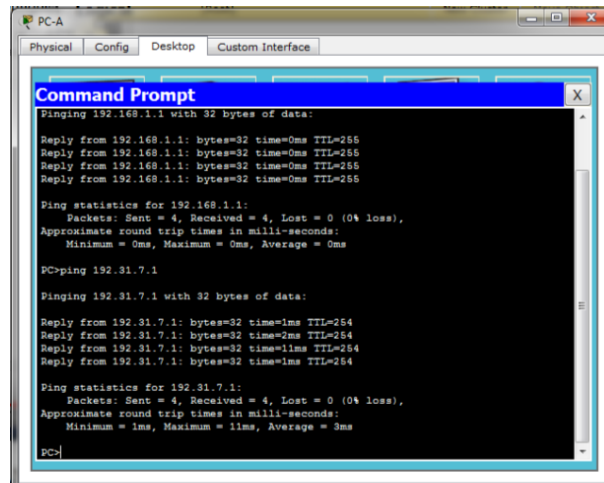 PC-A
Physical Config Desktop Custom Interface
Command Prompt X
Pinging 192.168.1.1 with 32 bytes of data:
Reply from 192.168.1.1: bytes=32 time=0ms TTL=255
Reply from 192.168.1.1: bytes=32 time=0ms TTL=255
Reply from 192.168.1.1: bytes=32 time=0ms TTL=255
Reply from 192.168.1.1: bytes=32 time=0ms TTL=255
Ping statistics for 192.168.1.1:
Packets: Sent = 4, Received = 4, Lost = 0 (0% loss),
Approximate round trip times in milli-seconds:
Minimum = 0ms, Maximum = 0ms, Average = 0ms
PC>ping 192.31.7.1
Pinging 192.31.7.1 with 32 bytes of data:
Reply from 192.31.7.1: bytes=32 time=1ms TTL=254
Reply from 192.31.7.1: bytes=32 time=2ms TTL=254
Reply from 192.31.7.1: bytes=32 time=11ms TTL=254
Reply from 192.31.7.1: bytes=32 time=1ms TTL=254
Ping statistics for 192.31.7.1:
Packets: Sent = 4, Received = 4, Lost = 0 (0% loss),
Approximate round trip times in milli-seconds:
Minimum = 1ms, Maximum = 11ms, Average = 3ms
PC>